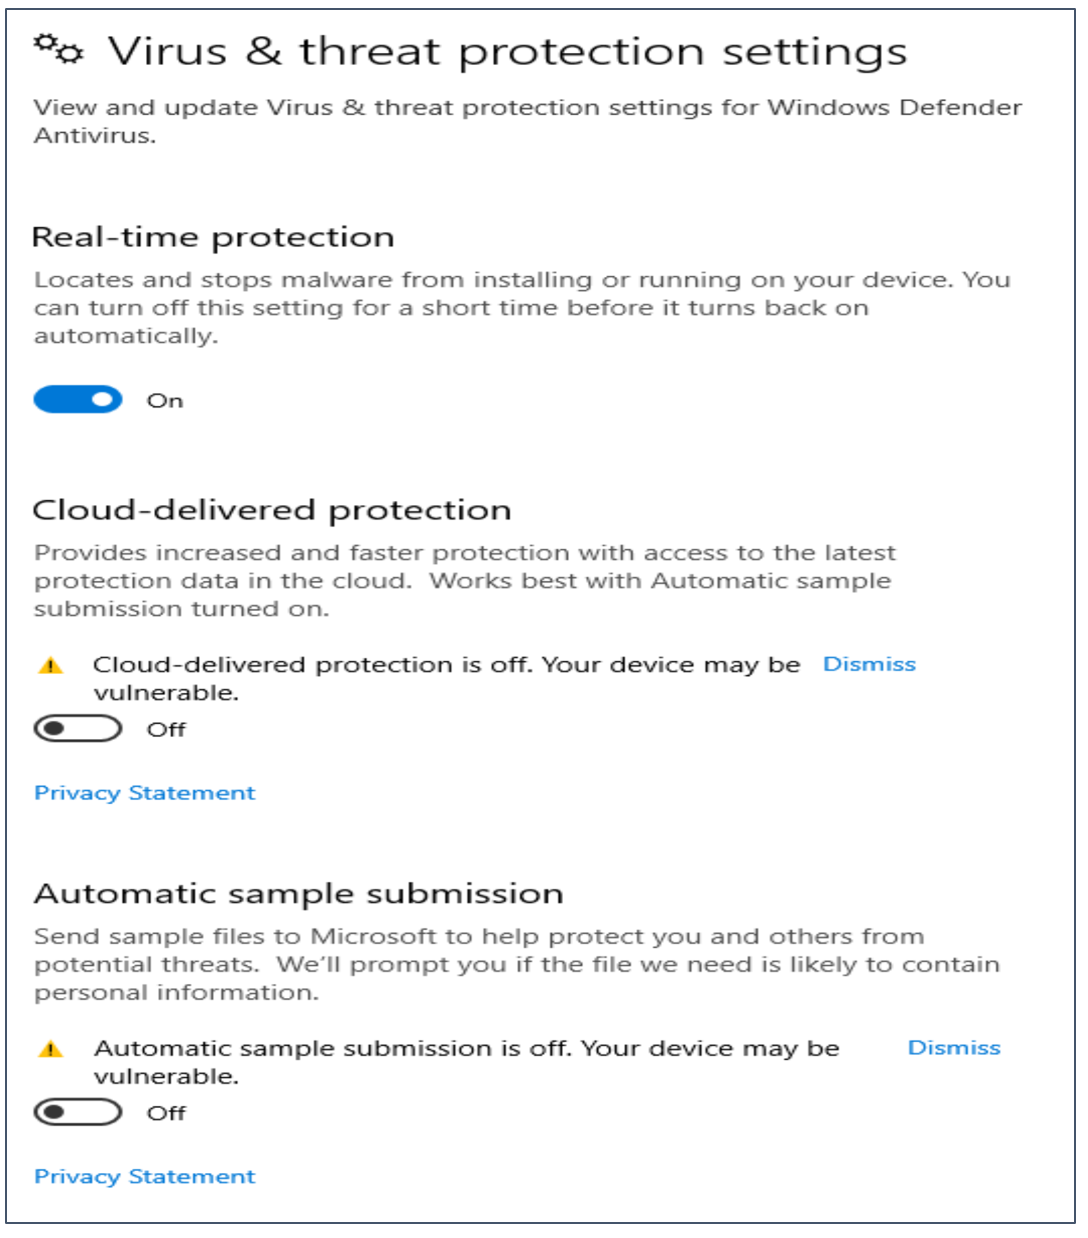 Virus & threat protection settings
View and update Virus & threat protection settings for Windows Defender
Antivirus.
Real-time protection
Locates and stops malware from installing or running on your device. You
can turn off this setting for a short time before it turns back on
automatically.
On
Cloud-delivered protection
Provides increased and faster protection with access to the latest
protection data in the cloud.  Works best with Automatic sample
submission turned on.
Cloud-delivered protection is off. Your device may be Dismiss
vulnerable.
Off
Privacy Statement
Automatic sample submission
Send sample files to Microsoft to help protect you and others from
potential threats.  We'll prompt you if the file we need is likely to contain
personal information.
Automatic sample submission is off. Your device may be Dismiss
vulnerable.
Off
Privacy Statement